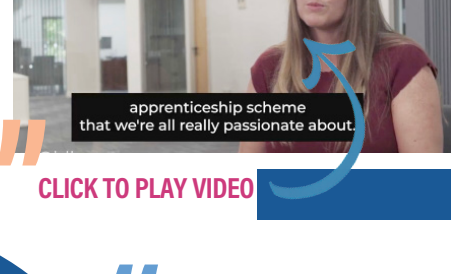 apprenticeship scheme
that we're all really passionate about.
CLICK TO PLAY VIDEO